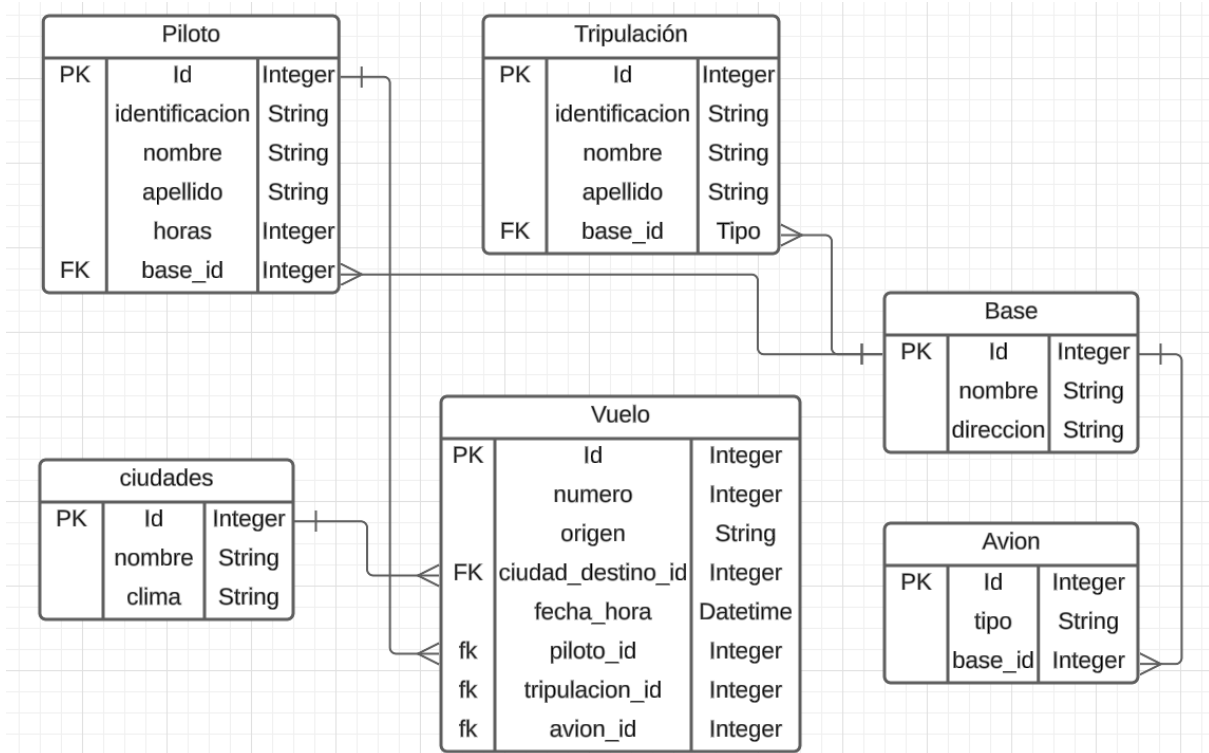 Piloto
PK Id Integer
identificacion String
nombre String
apellido String
horas Integer
FK base_id Integer
Tripulación
PK Id Integer
identificacion String
nombre String
apellido String
FK base_id Tipo
Base
PK Id Integer
nombre String
direccion String
Vuelo
PK Id Integer
numero Integer
origen String
FK ciudad_destino_id Integer
fecha_hora Datetime
fk piloto_id Integer
fk tripulacion_id Integer
fk avion_id Integer
ciudades
PK Id Integer
nombre String
clima String
Avion
PK Id Integer
tipo String
base_id Integer